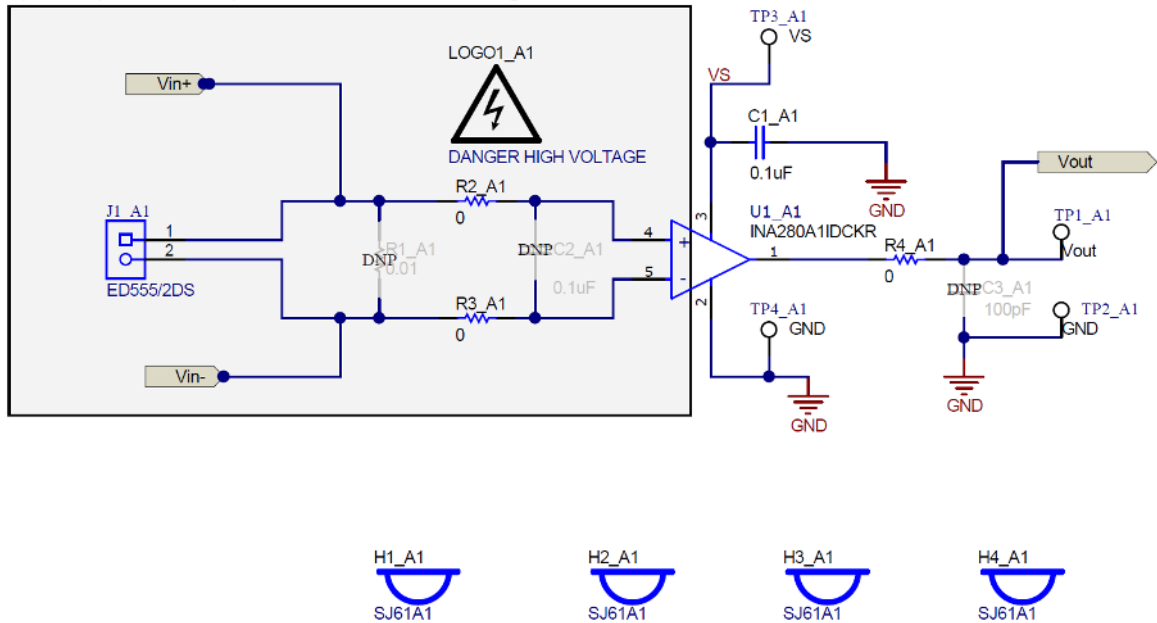 TP3_A1
VS
LOGO1_A1
VS
Vin+
C1_A1
DANGER HIGH VOLTAGE
0.1uF
Vout
R2_A1
0
GND
J1_A1
1
2
ED555/2DS
DNP
R1_A1
0.01
DNP
C2_A1
0.1uF
3
U1_A1
INA280A1IDCKR
4
+
5
-
1
2
R4_A1
0
TP1_A1
Vout
DNP
C3_A1
100pF
TP2_A1
GND
R3_A1
0
TP4_A1
GND
Vin-
GND
GND
H1_A1
H2_A1
H3_A1
H4_A1
SJ61A1
SJ61A1
SJ61A1
SJ61A1